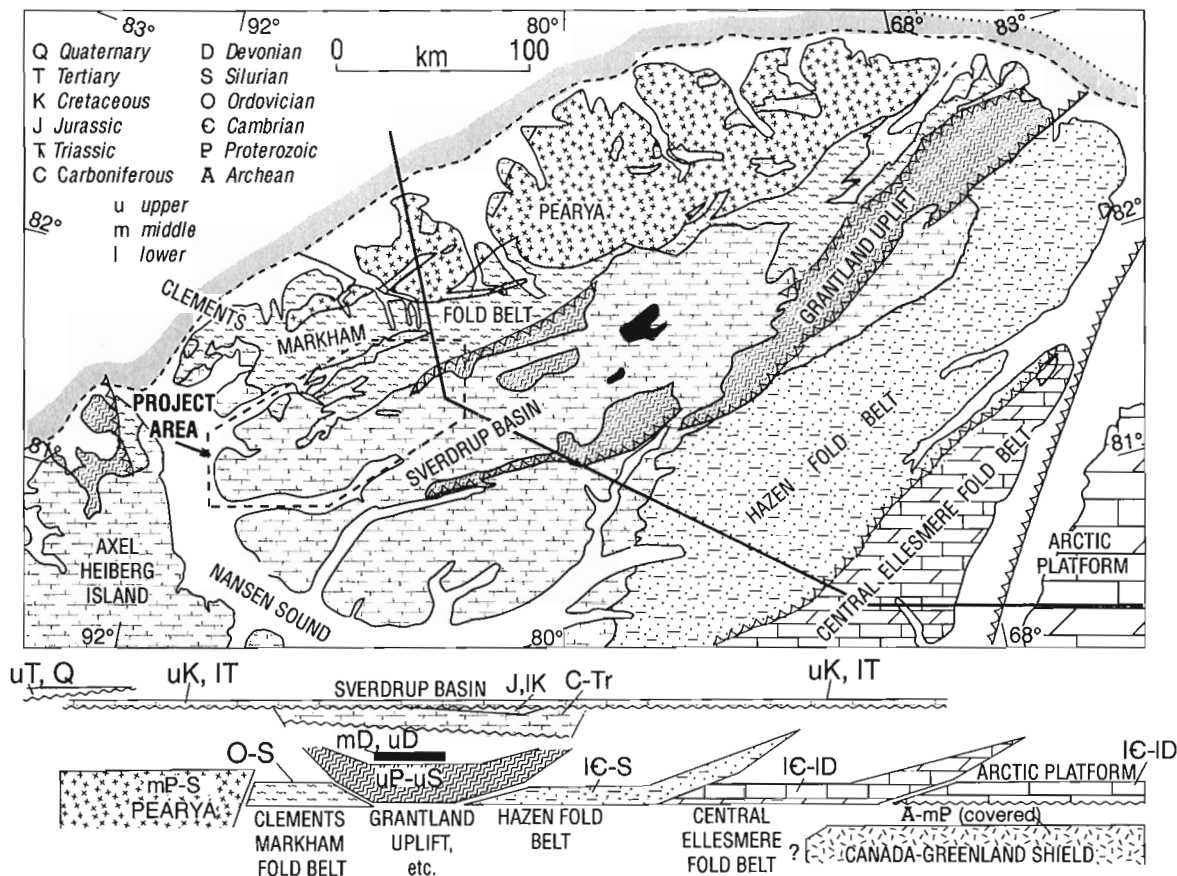 83° 92° 80° 68° 83°
Q Quaternary
T Tertiary
K Cretaceous
J Jurassic
Ŧ Triassic
C Carboniferous
D Devonian
S Silurian
O Ordovician
Є Cambrian
P Proterozoic
A Archean
u upper
m middle
l lower
0 100
km
82°
82°
PEARYA
GRANTLAND UPLIFT
CLEMENTS
MARKHAM
FOLD BELT
PROJECT
AREA
SVERDRUP BASIN
81°
81°
HAZEN FOLD BELT
CENTRAL ELLESMERE FOLD BELT
ARCTIC
PLATFORM
AXEL
HEIBERG
ISLAND
NANSEN SOUND
92° 80° 68°
uT, Q uK, lT SVERDRUP BASIN J,lK C-Tr uK, lT
mD, uD
O-S
uP-uS
lЄ-S
lЄ-lD
ARCTIC PLATFORM
lЄ-lD
mP-S
PEARYA
CLEMENTS
MARKHAM
FOLD BELT
GRANTLAND
UPLIFT,
etc.
HAZEN FOLD
BELT
CENTRAL
ELLESMERE
FOLD BELT
?
A-mP (covered)
CANADA-GREENLAND SHIELD